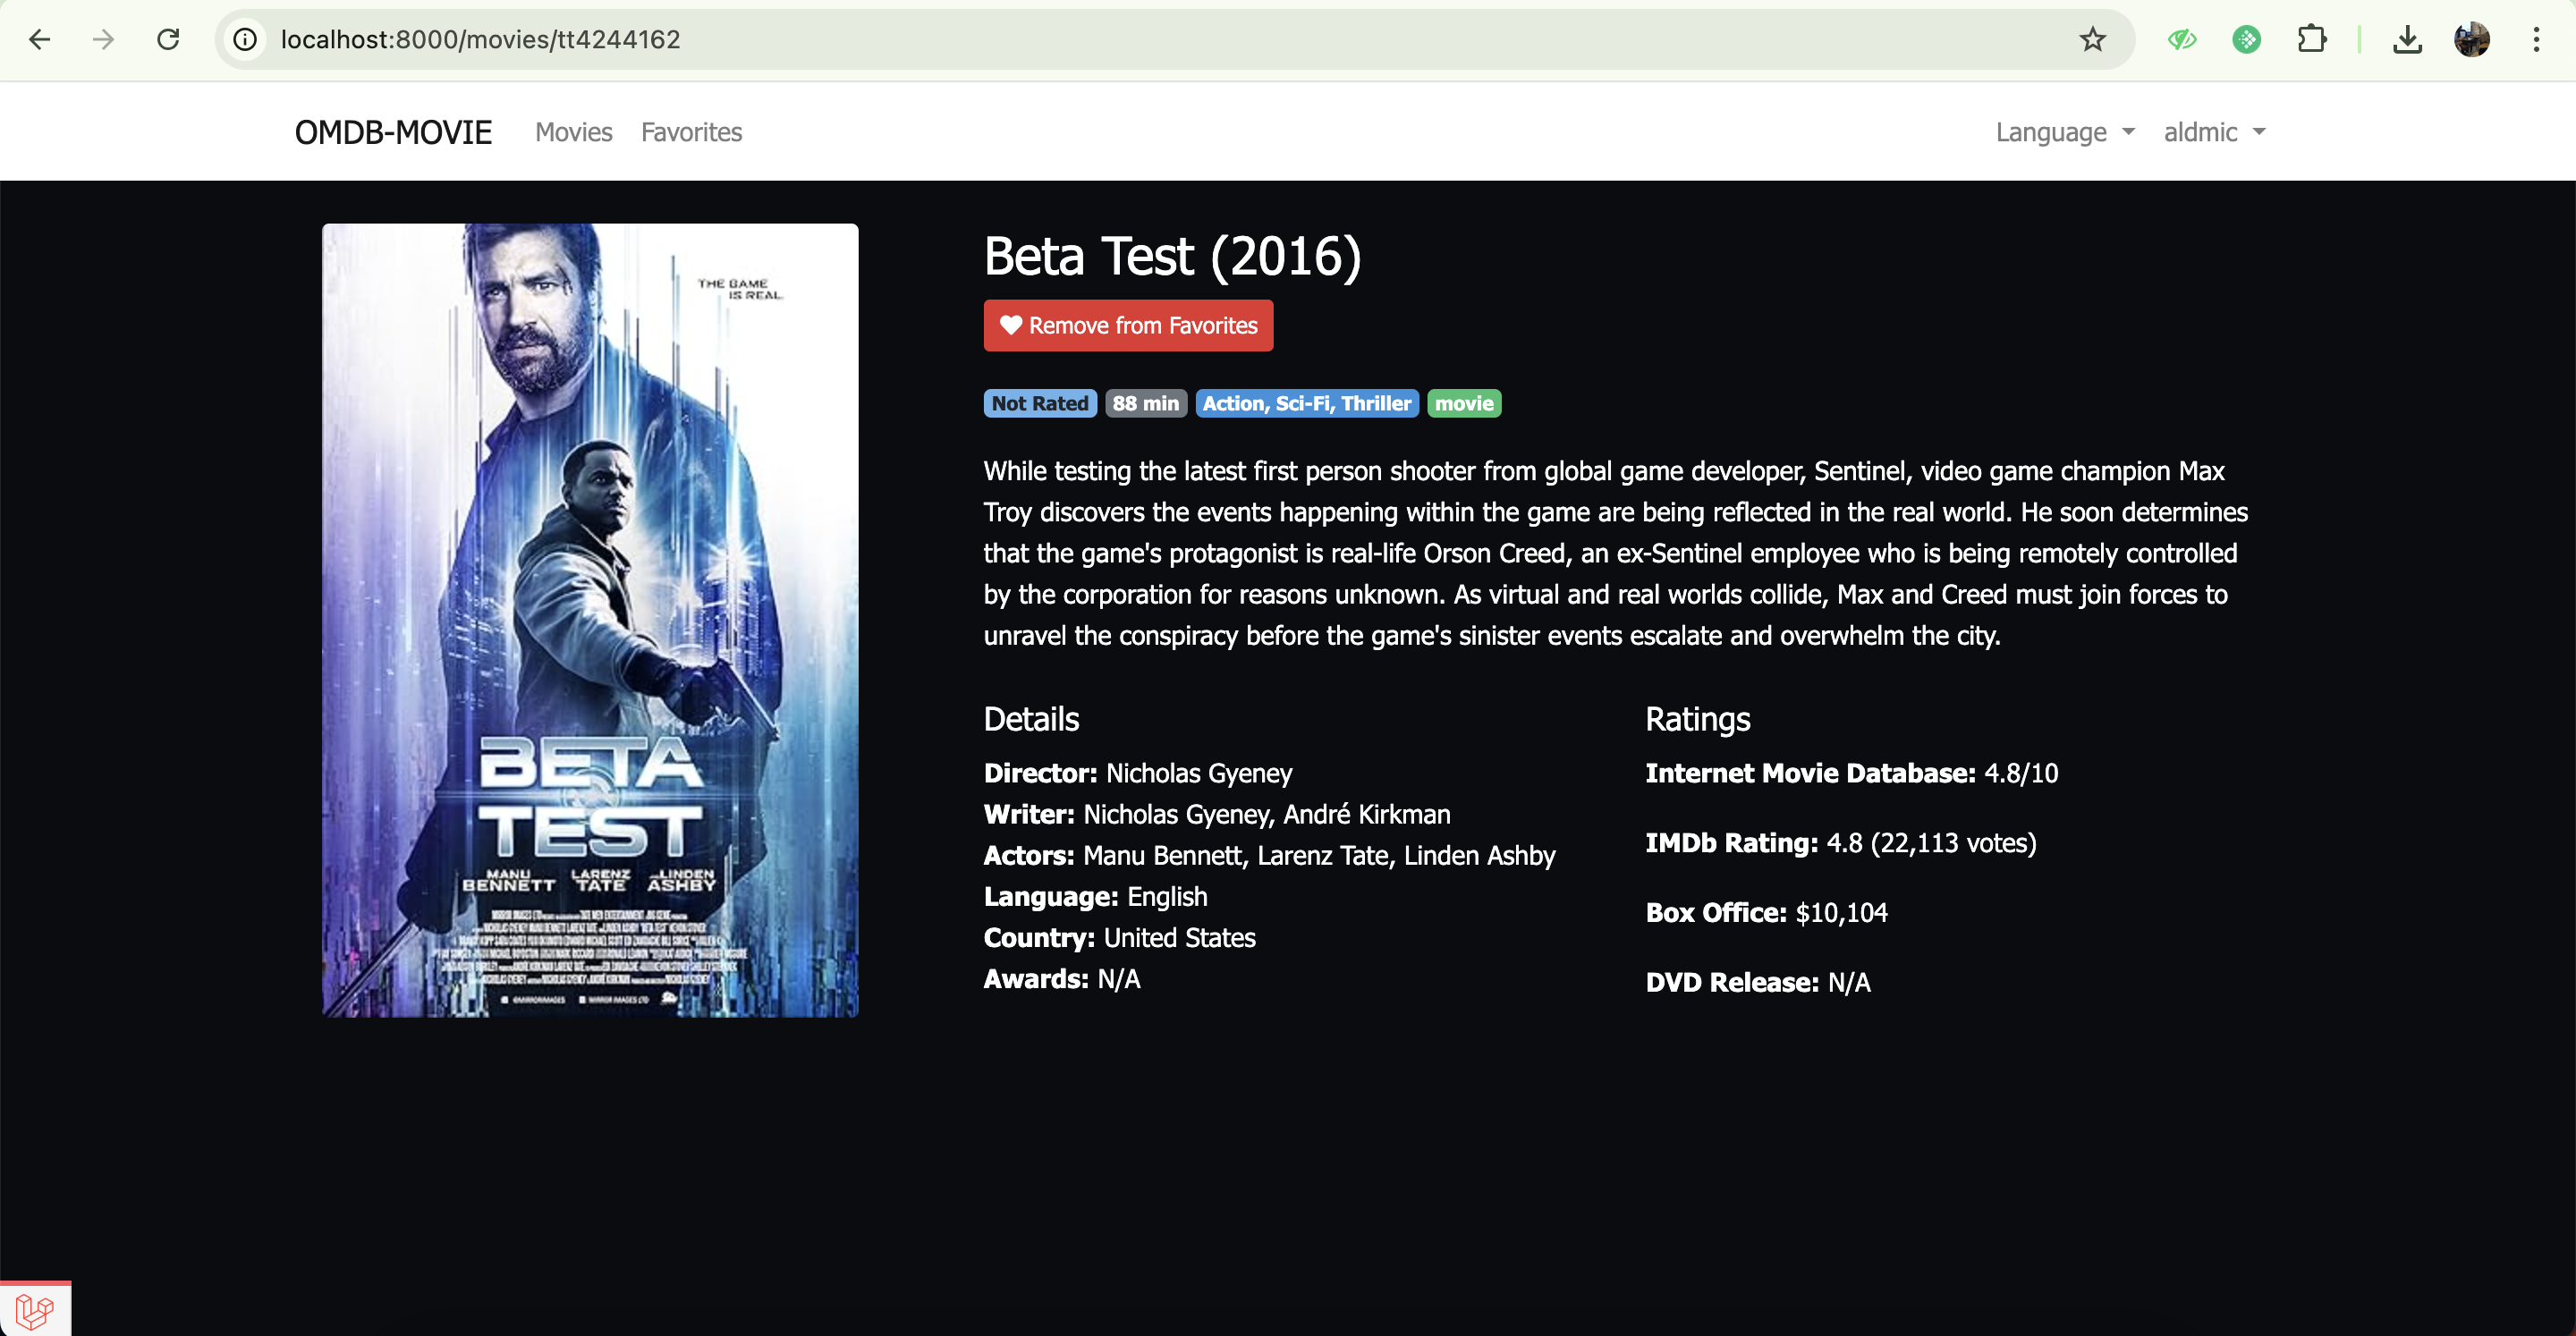 localhost:8000/movies/tt4244162
OMDB-MOVIE Movies Favorites Language aldmic
THE GAME
IS REAL
BETA
TEST
MANU BENNETT LARENZ TATE LINDEN ASHBY
Beta Test (2016)
Remove from Favorites
Not Rated 88 min Action, Sci-Fi, Thriller movie
While testing the latest first person shooter from global game developer, Sentinel, video game champion Max
Troy discovers the events happening within the game are being reflected in the real world. He soon determines
that the game's protagonist is real-life Orson Creed, an ex-Sentinel employee who is being remotely controlled
by the corporation for reasons unknown. As virtual and real worlds collide, Max and Creed must join forces to
unravel the conspiracy before the game's sinister events escalate and overwhelm the city.
Details
Director: Nicholas Gyeney
Writer: Nicholas Gyeney, André Kirkman
Actors: Manu Bennett, Larenz Tate, Linden Ashby
Language: English
Country: United States
Awards: N/A
Ratings
Internet Movie Database: 4.8/10
IMDb Rating: 4.8 (22,113 votes)
Box Office: $10,104
DVD Release: N/A